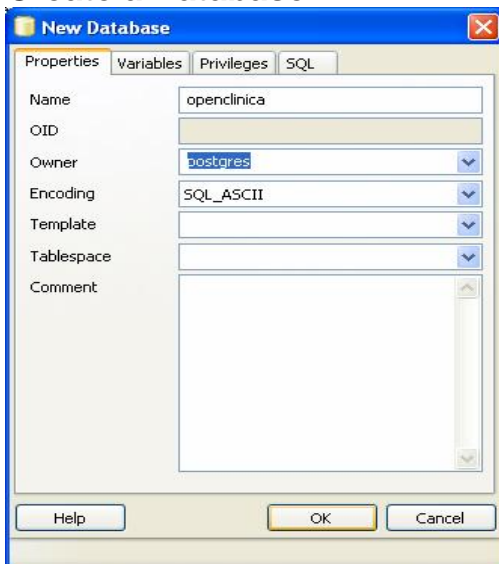 New Database
Properties Variables Privileges SQL
Name openclinica
OID
Owner postgres
Encoding SQL_ASCII
Template
Tablespace
Comment
Help OK Cancel